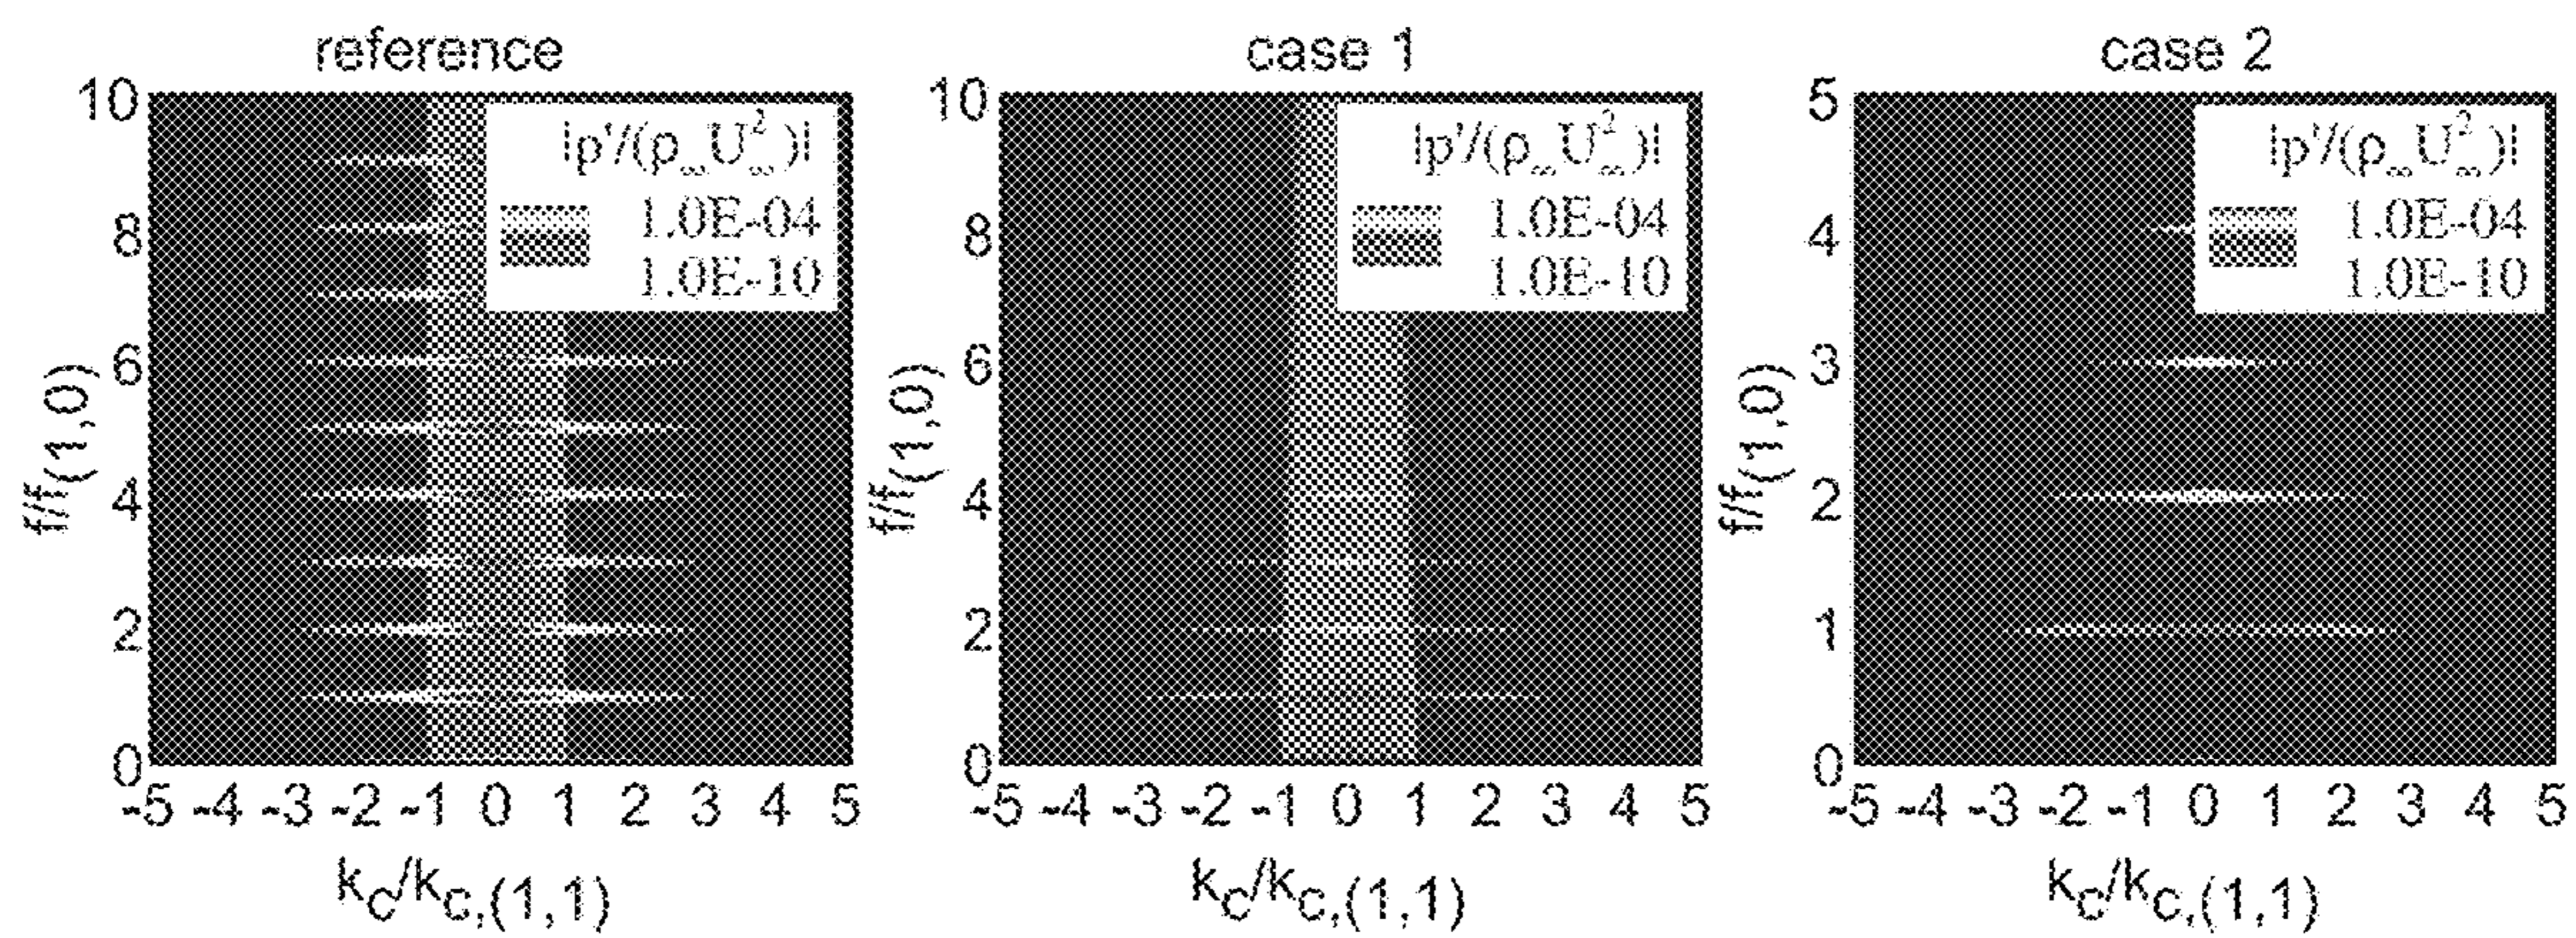 reference
10
8
6
4
2
0
f/f(1,0)
|p'/(ρ∞U²∞)|
1.0E-04
1.0E-10
-5 -4 -3 -2 -1 0 1 2 3 4 5
kC/kC,(1,1)
case 1
10
8
6
4
2
0
f/f(1,0)
|p'/(ρ∞U²∞)|
1.0E-04
1.0E-10
-5 -4 -3 -2 -1 0 1 2 3 4 5
kC/kC,(1,1)
case 2
5
4
3
2
1
0
f/f(1,0)
|p'/(ρ∞U²∞)|
1.0E-04
1.0E-10
-5 -4 -3 -2 -1 0 1 2 3 4 5
kC/kC,(1,1)